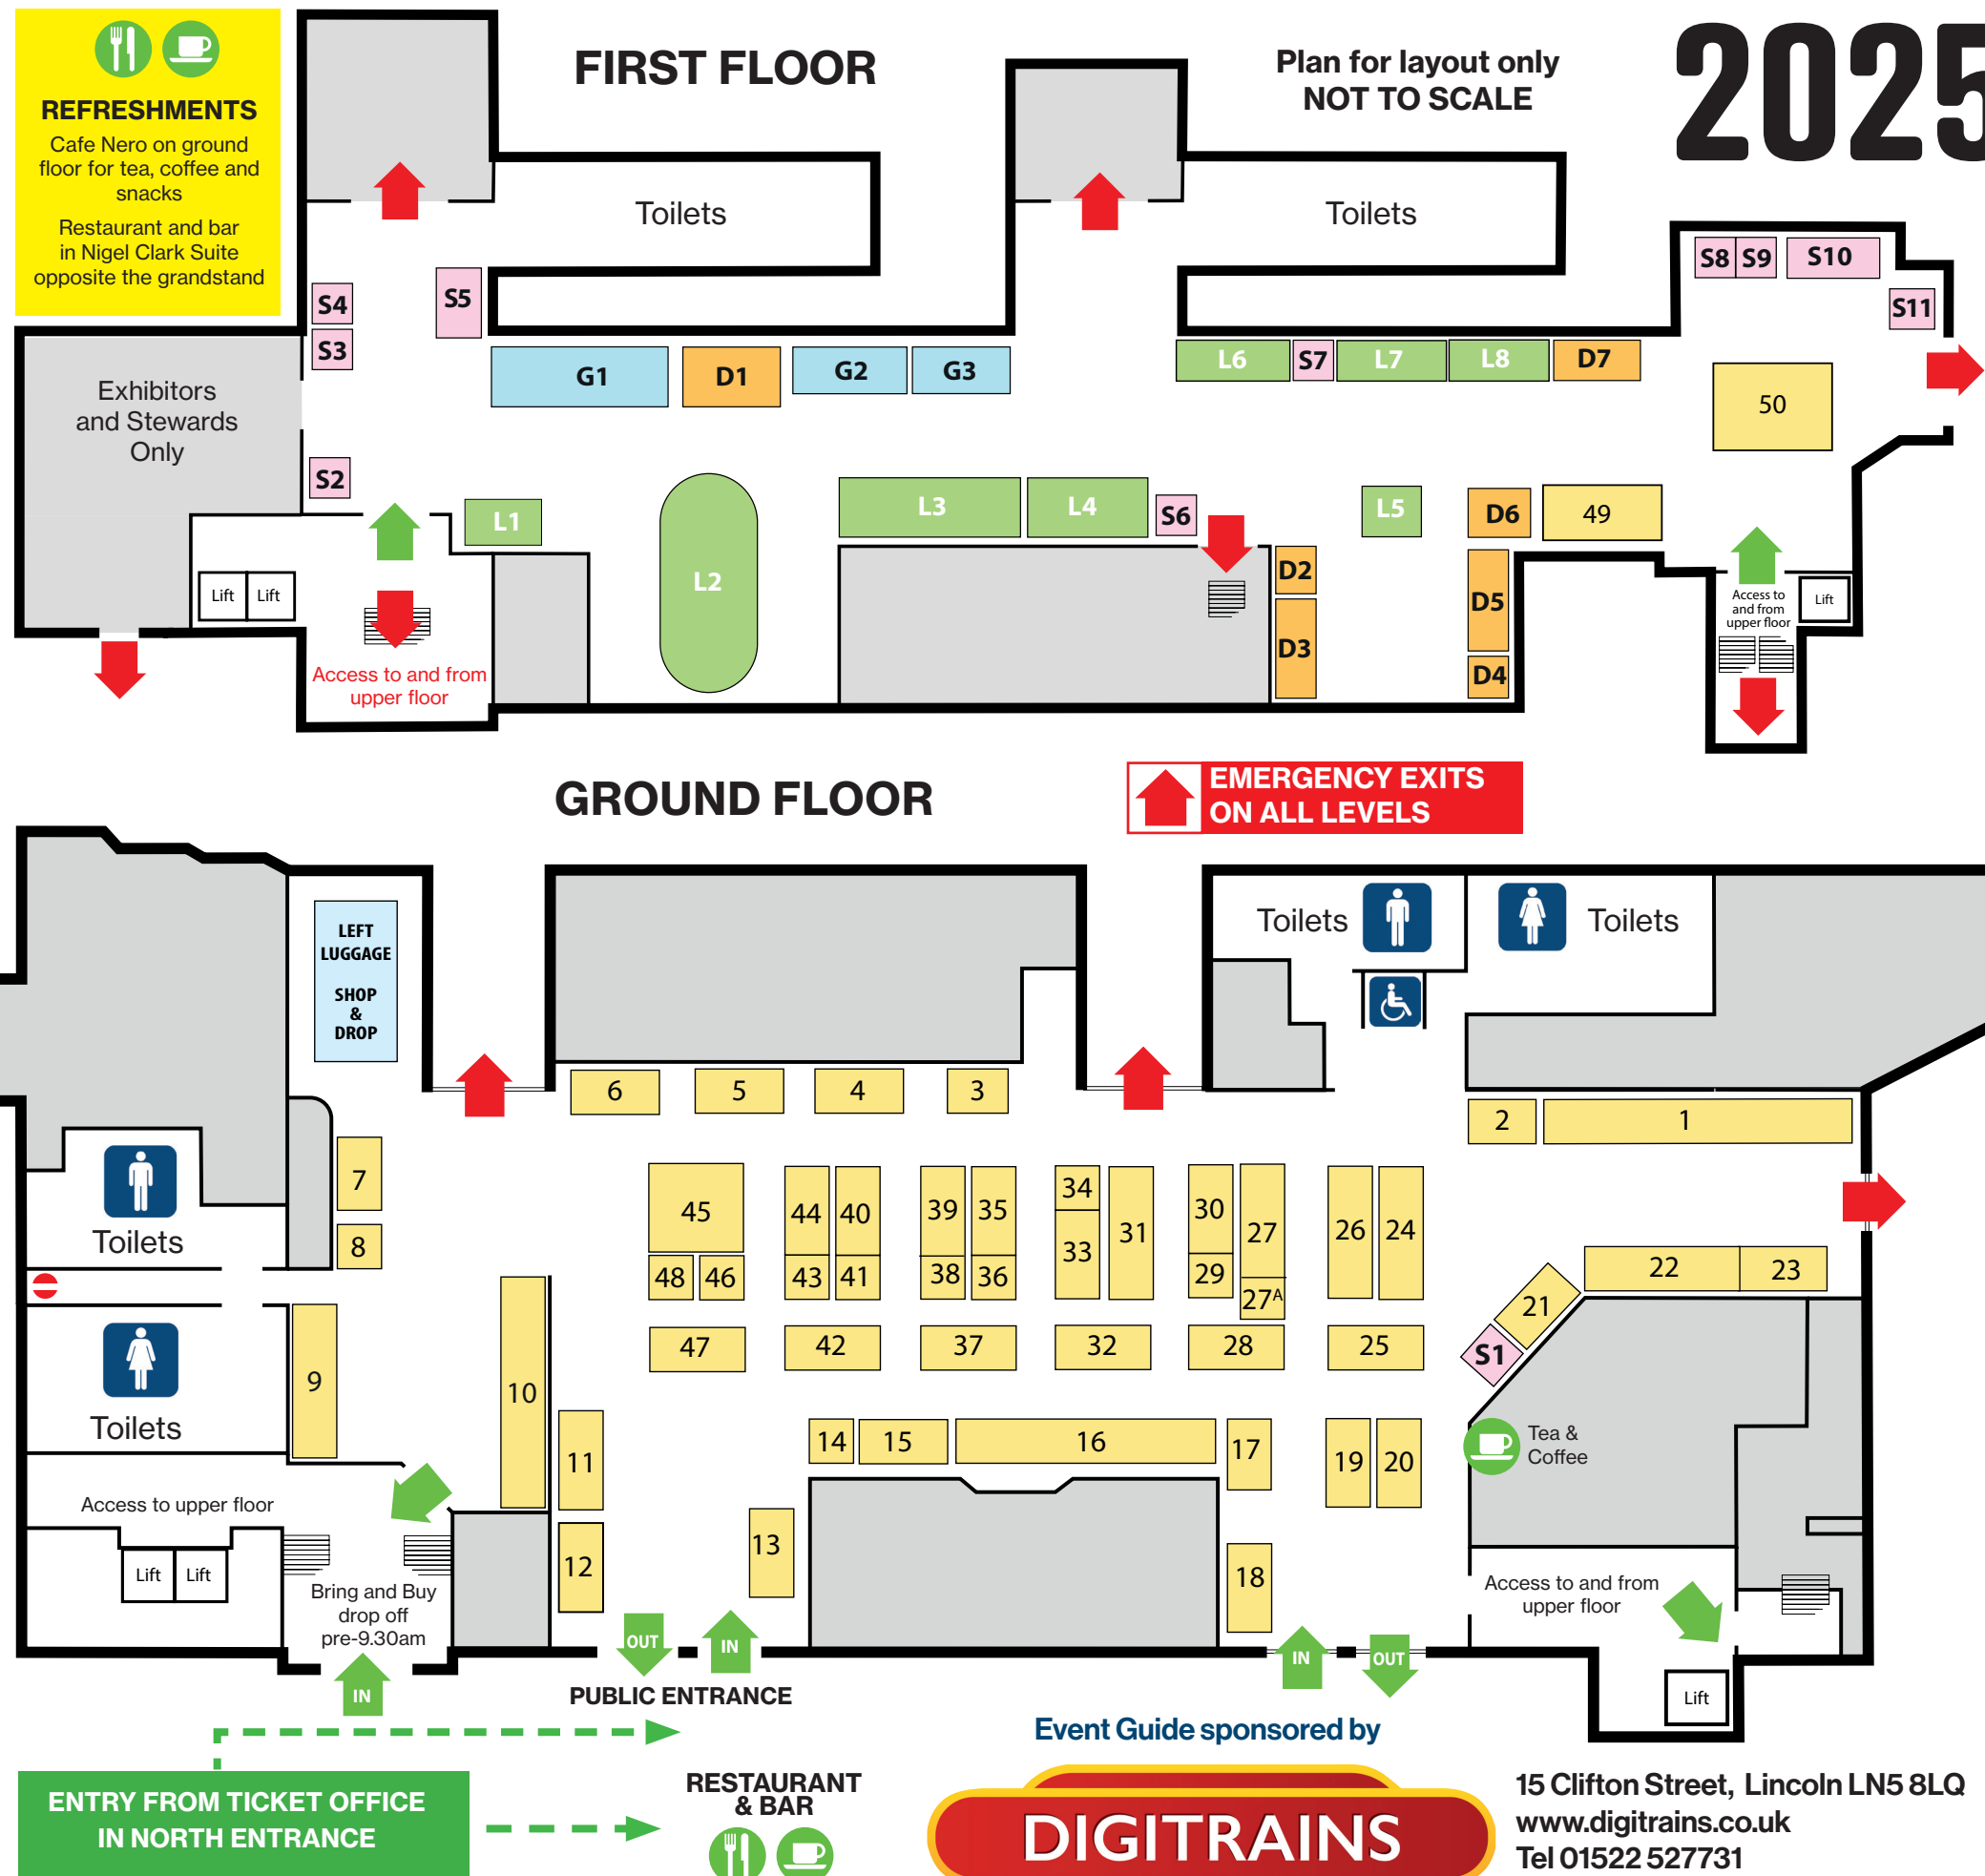 REFRESHMENTS
Cafe Nero on ground
floor for tea, coffee and
snacks
Restaurant and bar
in Nigel Clark Suite
opposite the grandstand
FIRST FLOOR
Plan for layout only
NOT TO SCALE
2025
Toilets
Toilets
S4
S3
S5
G1
D1
G2
G3
L6
S7
L7
L8
D7
S8
S9
S10
S11
50
Exhibitors
and Stewards
Only
S2
L1
L2
L3
L4
S6
L5
D6
49
D2
D3
D5
D4
Lift
Lift
Access to and from
upper floor
Access to
and from
upper floor
Lift
GROUND FLOOR
EMERGENCY EXITS
ON ALL LEVELS
LEFT
LUGGAGE
SHOP
&
DROP
Toilets
Toilets
6
5
4
3
2
1
7
8
Toilets
45
44
40
39
35
34
33
31
30
27
26
24
48
46
43
41
38
36
29
27A
22
23
21
S1
47
42
37
32
28
25
9
10
Toilets
11
14
15
16
17
19
20
Tea &
Coffee
Access to upper floor
13
12
18
Lift
Lift
Bring and Buy
drop off
pre-9.30am
Access to and from
upper floor
OUT
IN
IN
OUT
IN
Lift
PUBLIC ENTRANCE
Event Guide sponsored by
ENTRY FROM TICKET OFFICE
IN NORTH ENTRANCE
RESTAURANT
& BAR
DIGITRAINS
15 Clifton Street, Lincoln LN5 8LQ
www.digitrains.co.uk
Tel 01522 527731